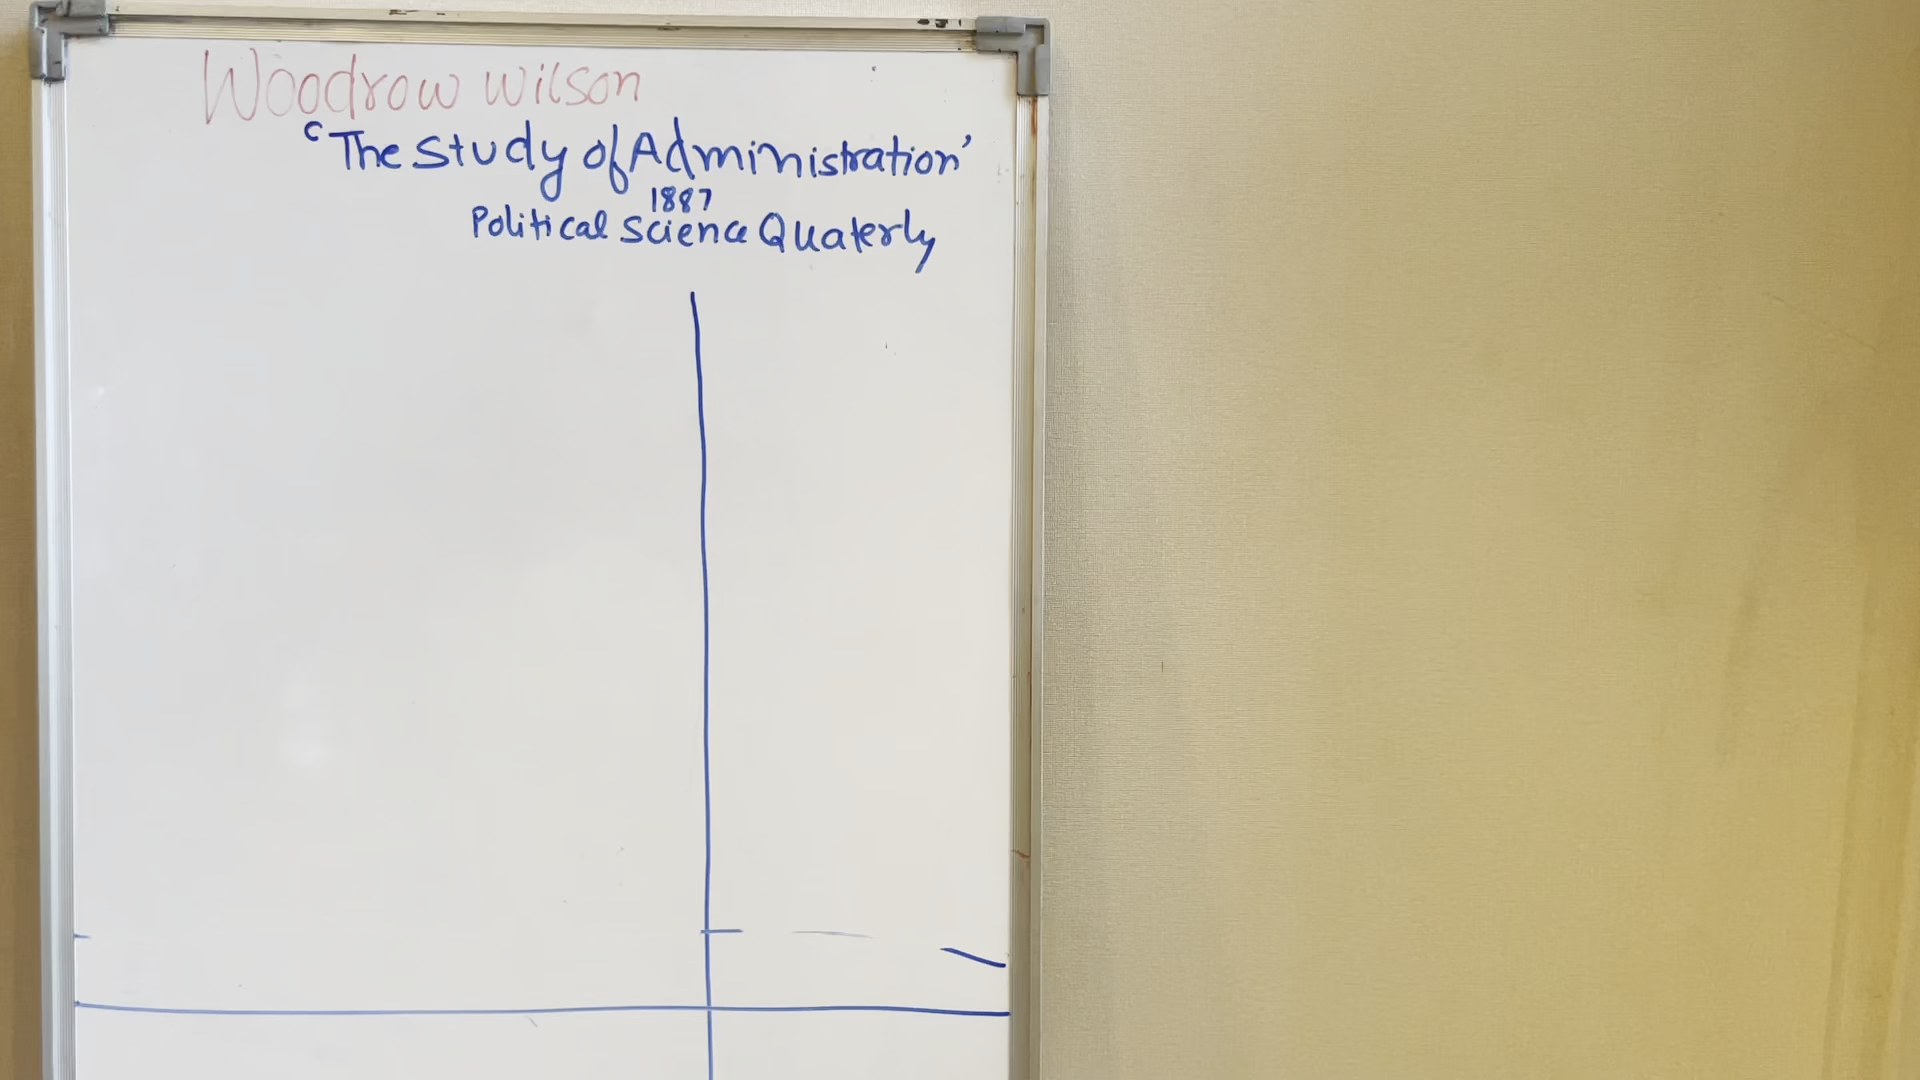 Woodrow wilson
'The study of Administration'
1887
Political Science Quaterly